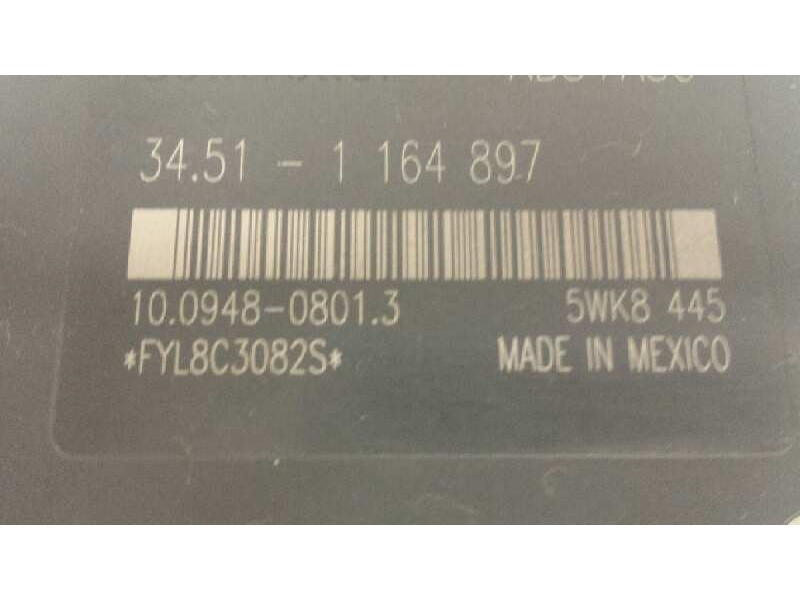 34.51 - 1 164 897
10.0948-0801.3 5WK8 445
*FYL8C3082S* MADE IN MEXICO